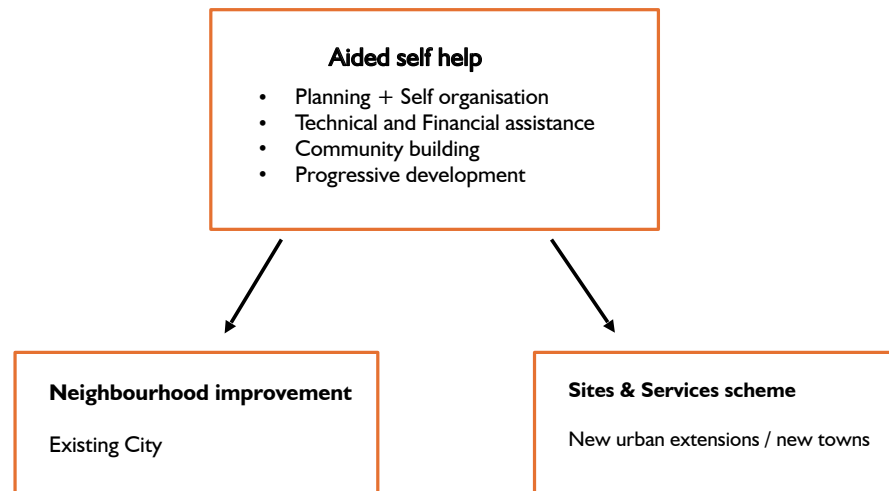 Aided self help
• Planning + Self organisation
• Technical and Financial assistance
• Community building
• Progressive development
Neighbourhood improvement
Existing City
Sites & Services scheme
New urban extensions / new towns